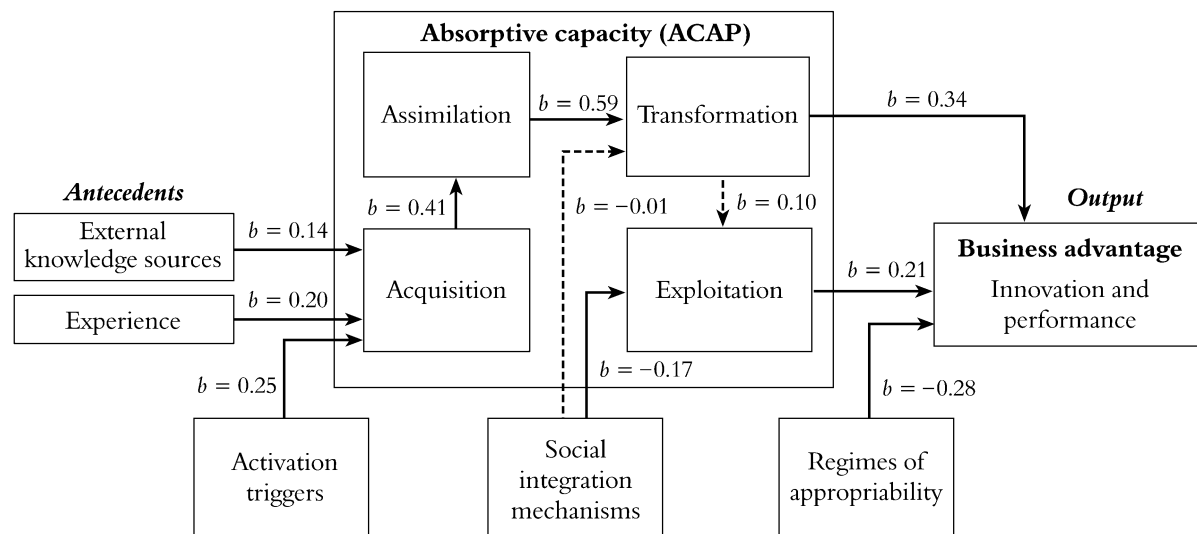 Absorptive capacity (ACAP)
Assimilation
b = 0.59
Transformation
b = 0.34
Antecedents
b = 0.41
b = −0.01
b = 0.10
Output
External
knowledge sources
b = 0.14
Acquisition
Exploitation
b = 0.21
Business advantage
Innovation and
performance
Experience
b = 0.20
b = 0.25
b = −0.17
b = −0.28
Activation
triggers
Social
integration
mechanisms
Regimes of
appropriability